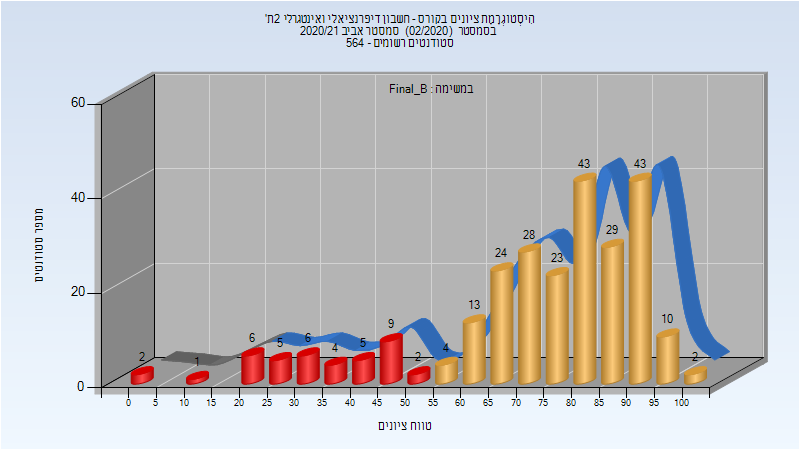 הִיסְטוֹגְרָמַת ציונים בקורס - חשבון דיפרנציאלי ואינטגרלי 2ת'
בסמסטר (02/2020) סמסטר אביב 2020/21
סטודנטים רשומים - 564
במשימה : Final_B
מספר סטודנטים
60
40
20
0
2 1 6 5 6 4 5 9 2 4 13 24 28 23 43 29 43 10 2
0 5 10 15 20 25 30 35 40 45 50 55 60 65 70 75 80 85 90 95 100
טווח ציונים